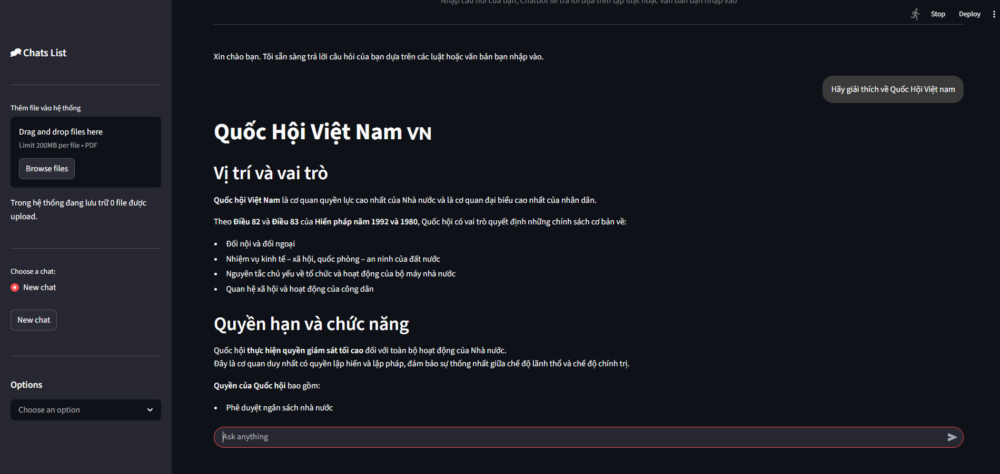 Nhập câu hỏi của bạn, Chatbot sẽ trả lời dựa trên tập luật hoặc văn bản bạn nhập vào
Stop
Deploy
Chats List
Xin chào bạn. Tôi sẵn sàng trả lời câu hỏi của bạn dựa trên các luật hoặc văn bản bạn nhập vào.
Hãy giải thích về Quốc Hội Việt nam
Thêm file vào hệ thống
Drag and drop files here
Limit 200MB per file • PDF
Browse files
Trong hệ thống đang lưu trữ 0 file được
upload.
Choose a chat:
New chat
New chat
Options
Choose an option
Quốc Hội Việt Nam VN
Vị trí và vai trò
Quốc hội Việt Nam là cơ quan quyền lực cao nhất của Nhà nước và là cơ quan đại biểu cao nhất của nhân dân.
Theo Điều 82 và Điều 83 của Hiến pháp năm 1992 và 1980, Quốc hội có vai trò quyết định những chính sách cơ bản về:
• Đối nội và đối ngoại
• Nhiệm vụ kinh tế – xã hội, quốc phòng – an ninh của đất nước
• Nguyên tắc chủ yếu về tổ chức và hoạt động của bộ máy nhà nước
• Quan hệ xã hội và hoạt động của công dân
Quyền hạn và chức năng
Quốc hội thực hiện quyền giám sát tối cao đối với toàn bộ hoạt động của Nhà nước.
Đây là cơ quan duy nhất có quyền lập hiến và lập pháp, đảm bảo sự thống nhất giữa chế độ lãnh thổ và chế độ chính trị.
Quyền của Quốc hội bao gồm:
• Phê duyệt ngân sách nhà nước
Ask anything